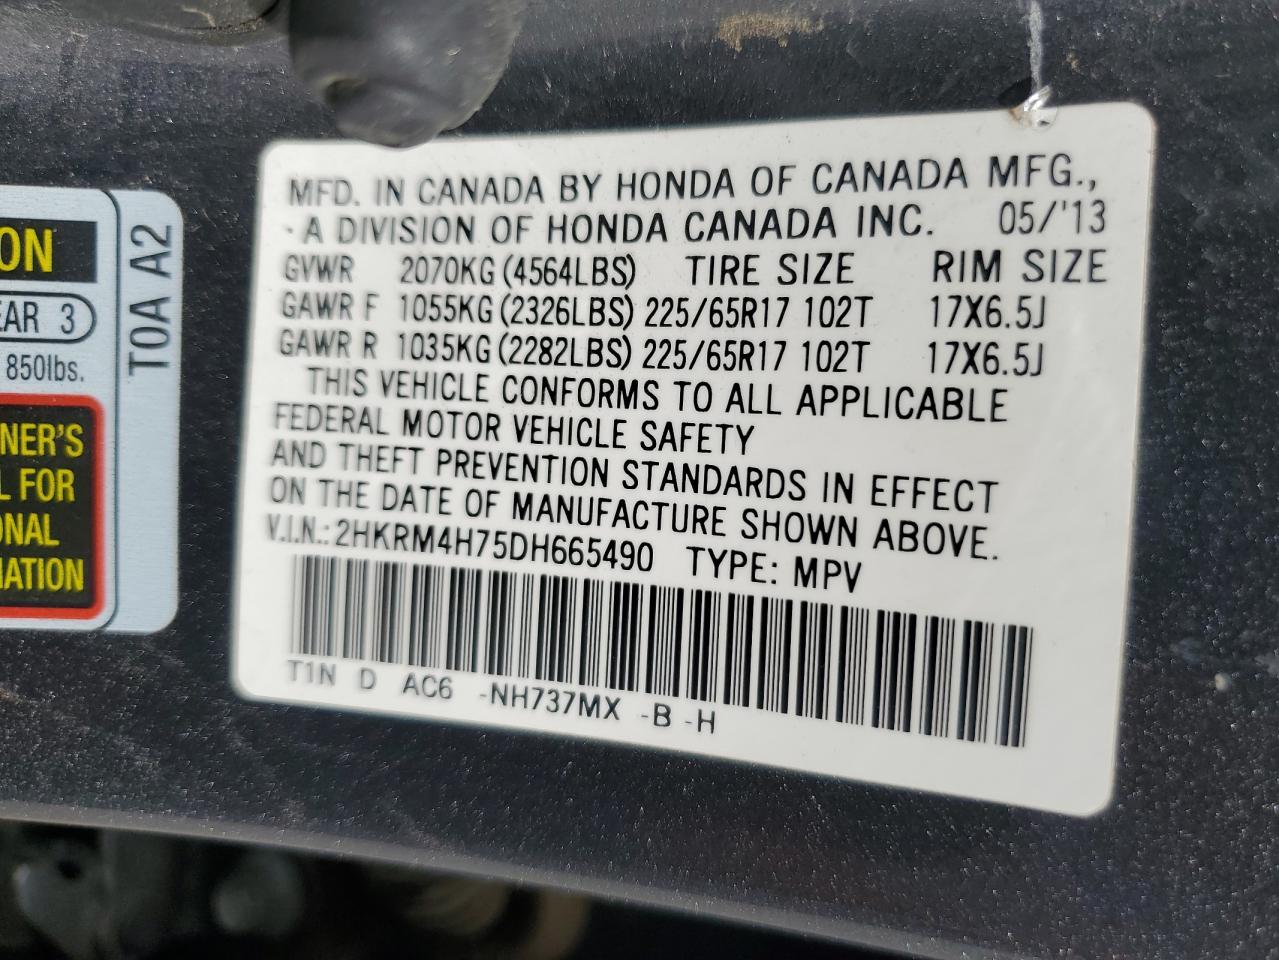 MFD. IN CANADA BY HONDA OF CANADA MFG.,
A DIVISION OF HONDA CANADA INC. 05/'13
GVWR 2070KG (4564LBS) TIRE SIZE RIM SIZE
GAWR F 1055KG (2326LBS) 225/65R17 102T 17X6.5J
GAWR R 1035KG (2282LBS) 225/65R17 102T 17X6.5J
THIS VEHICLE CONFORMS TO ALL APPLICABLE
FEDERAL MOTOR VEHICLE SAFETY
AND THEFT PREVENTION STANDARDS IN EFFECT
ON THE DATE OF MANUFACTURE SHOWN ABOVE.
V.I.N.: 2HKRM4H75DH665490 TYPE: MPV
T1N D AC6 -NH737MX -B -H
ON
EAR 3
850lbs.
NER'S
L FOR
ONAL
MATION
T0A A2